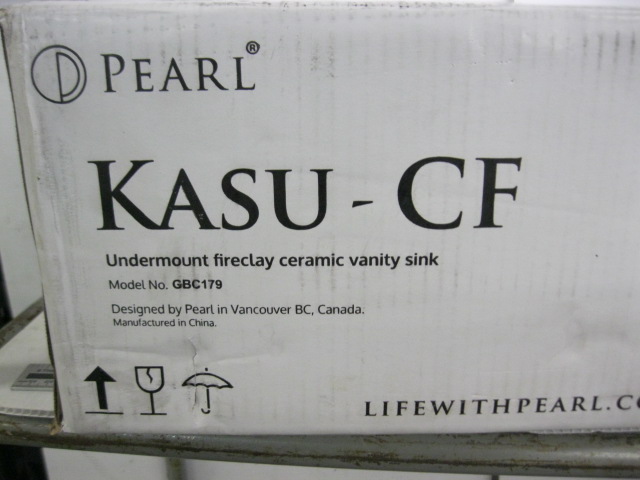 PEARL®
KASU - CF
Undermount fireclay ceramic vanity sink
Model No. GBC179
Designed by Pearl in Vancouver BC, Canada.
Manufactured in China.
LIFEWITHPEARL.CO